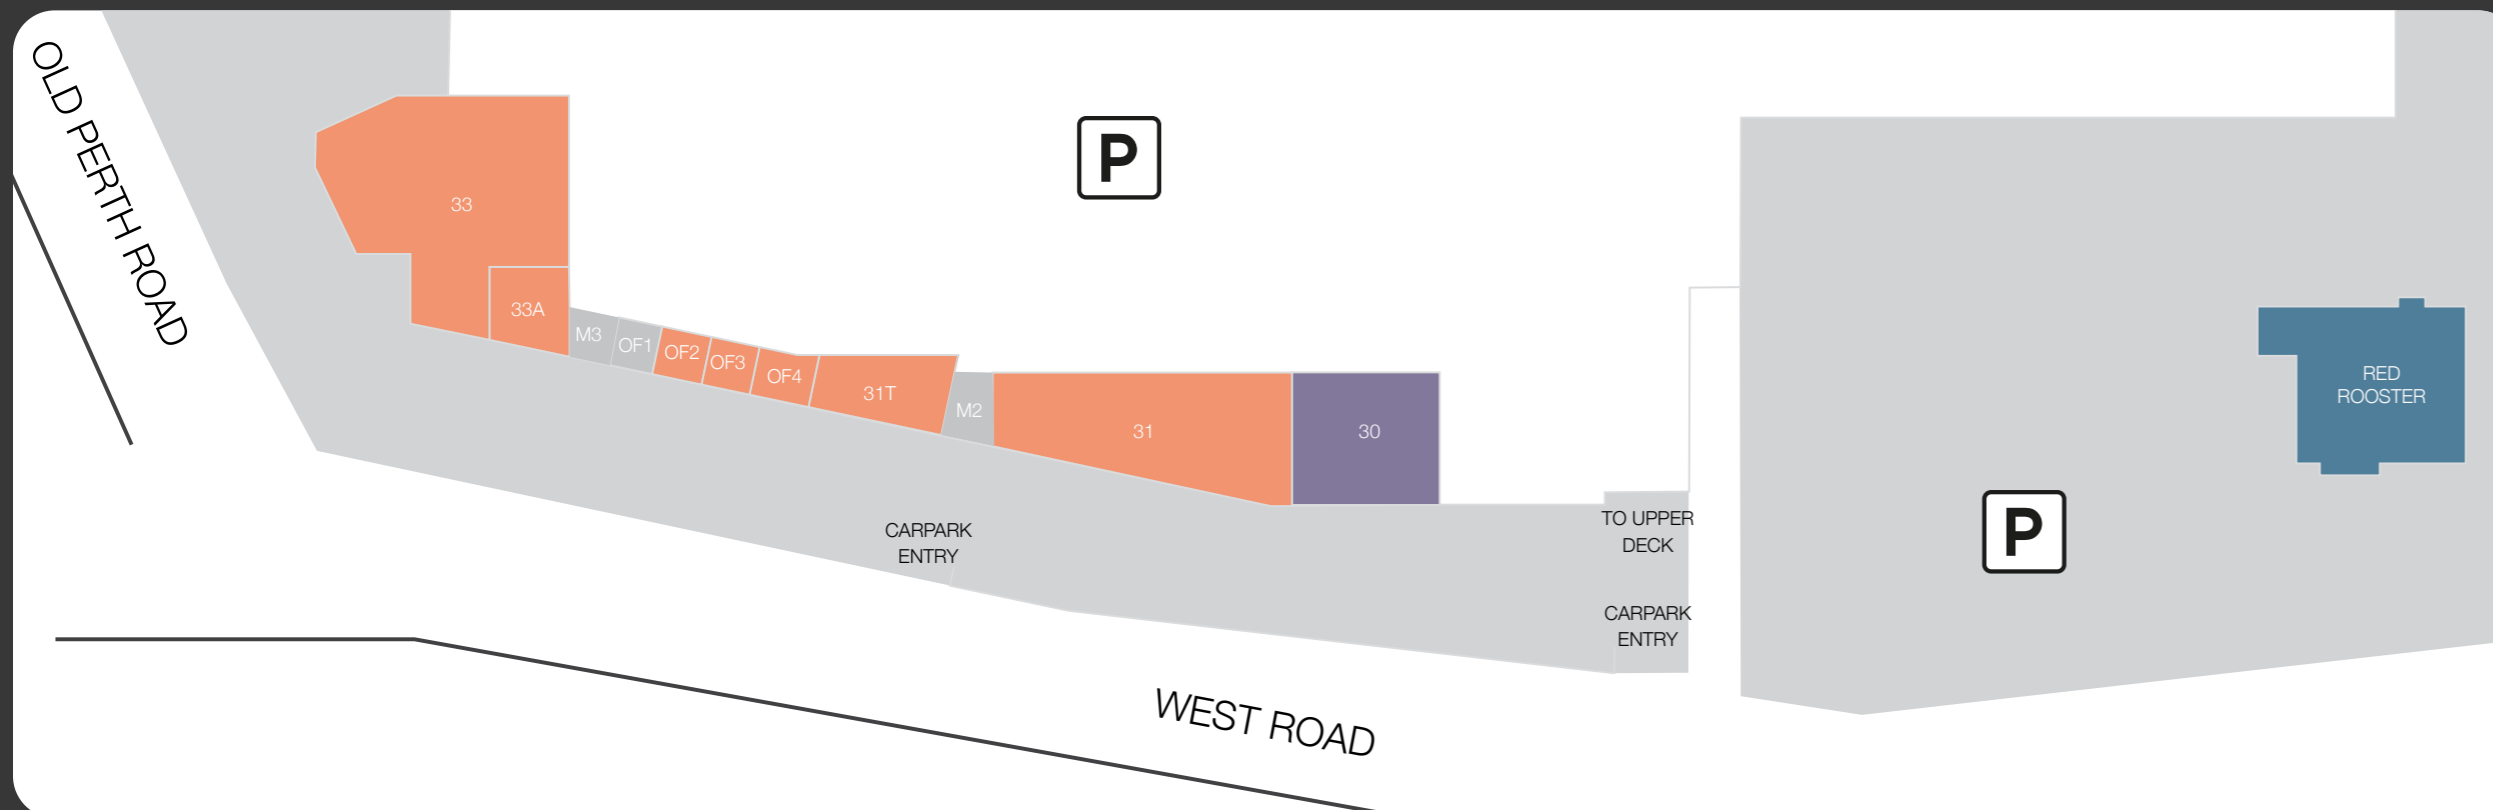 OLD PERTH ROAD
P
33
33A
M3
OF1
OF2
OF3
OF4
31T
M2
31
30
RED
ROOSTER
CARPARK
ENTRY
TO UPPER
DECK
P
CARPARK
ENTRY
WEST ROAD